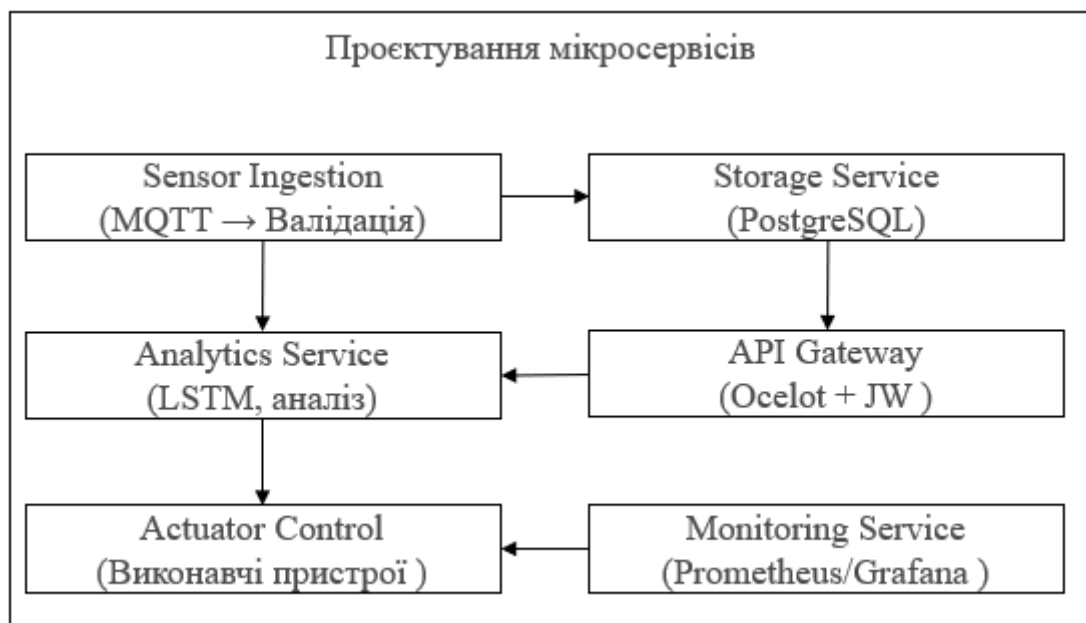 Проєктування мікросервісів
Sensor Ingestion
(MQTT → Валідація)
Storage Service
(PostgreSQL)
Analytics Service
(LSTM, аналіз)
API Gateway
(Ocelot + JW )
Actuator Control
(Виконавчі пристрої )
Monitoring Service
(Prometheus/Grafana )